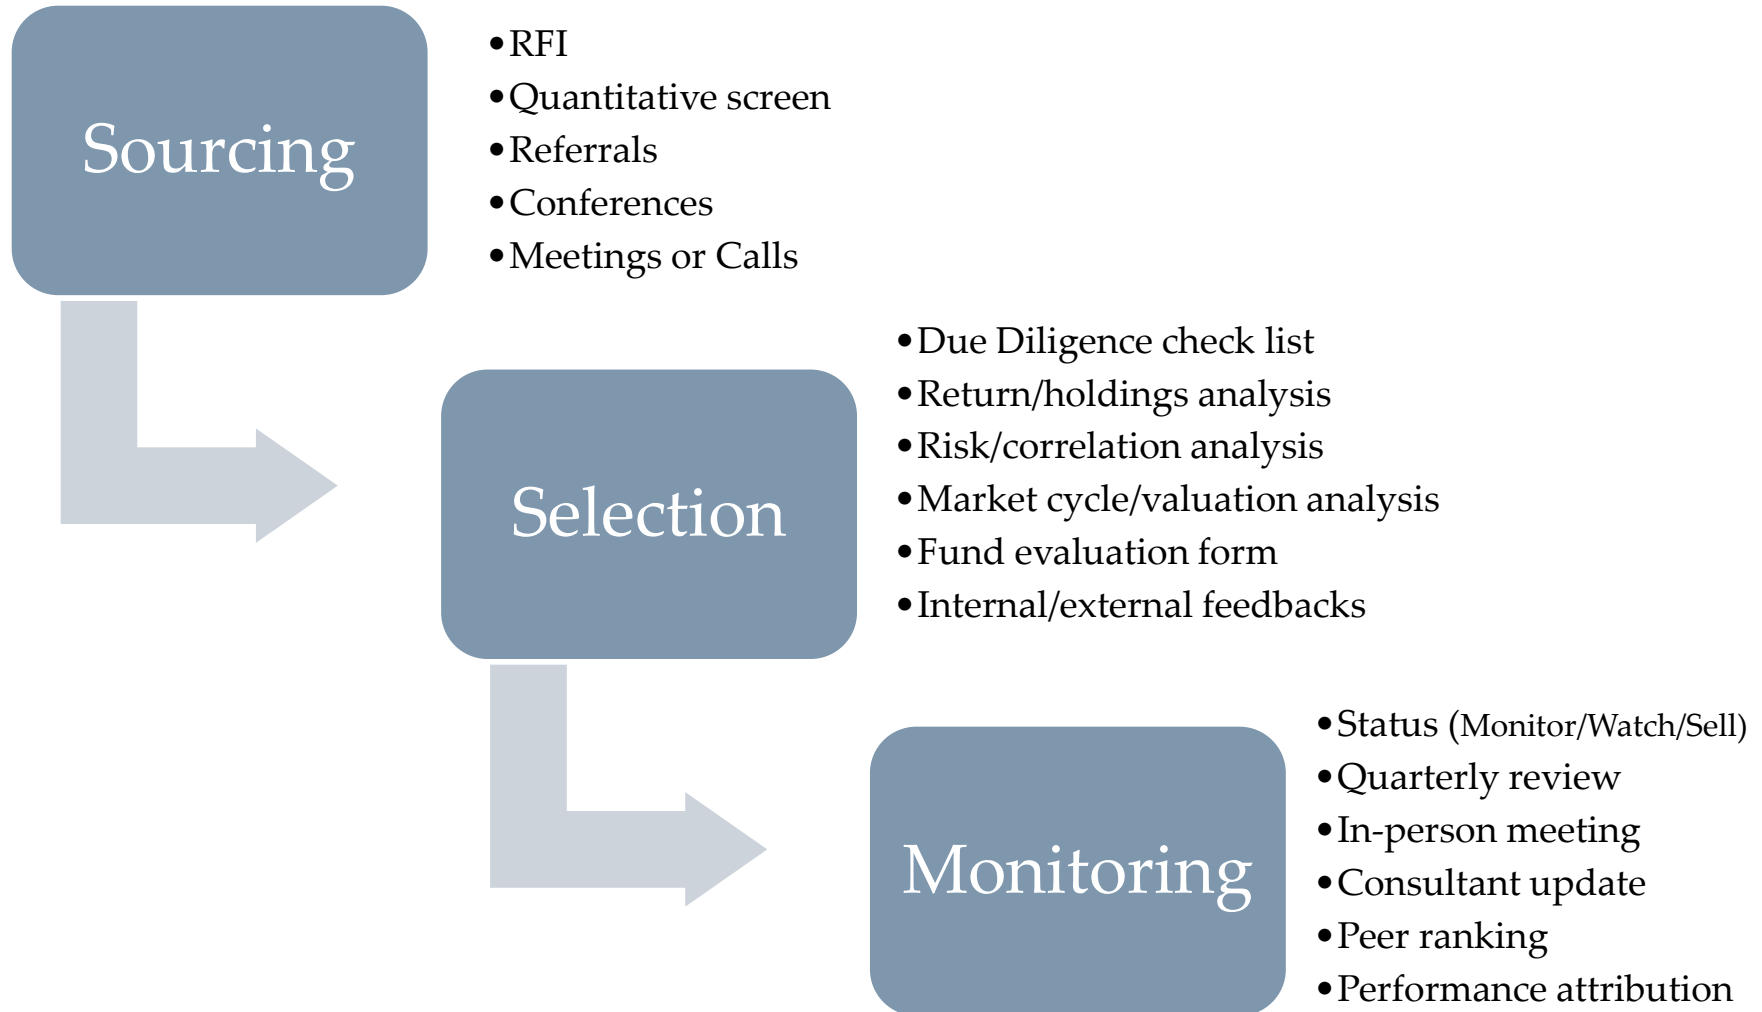 Sourcing
•RFI
•Quantitative screen
•Referrals
•Conferences
•Meetings or Calls
Selection
•Due Diligence check list
•Return/holdings analysis
•Risk/correlation analysis
•Market cycle/valuation analysis
•Fund evaluation form
•Internal/external feedbacks
Monitoring
•Status (Monitor/Watch/Sell)
•Quarterly review
•In-person meeting
•Consultant update
•Peer ranking
•Performance attribution